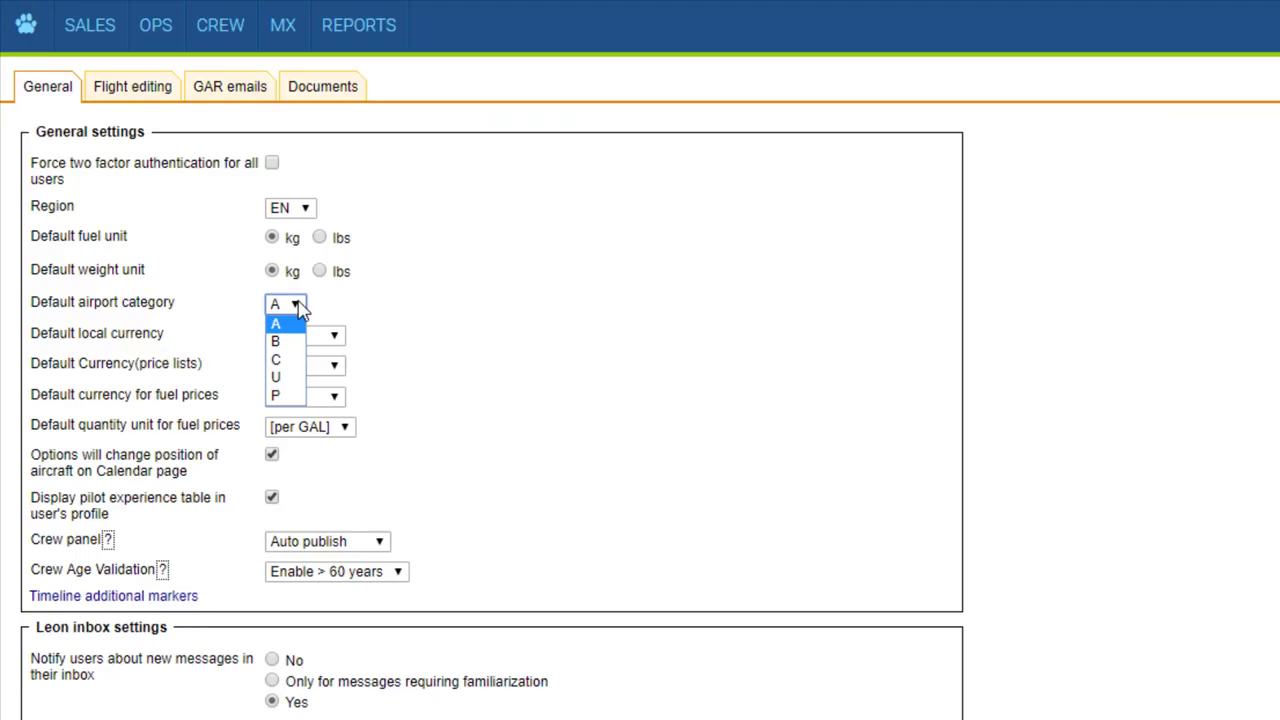 SALES OPS CREW MX REPORTS
General Flight editing GAR emails Documents
General settings
Force two factor authentication for all
users
Region EN
Default fuel unit kg lbs
Default weight unit kg lbs
Default airport category A
A
Default local currency
B
C
Default Currency(price lists)
U
Default currency for fuel prices
P
Default quantity unit for fuel prices [per GAL]
Options will change position of
aircraft on Calendar page
Display pilot experience table in
user's profile
Crew panel? Auto publish
Crew Age Validation? Enable > 60 years
Timeline additional markers
Leon inbox settings
Notify users about new messages in
their inbox
No
Only for messages requiring familiarization
Yes